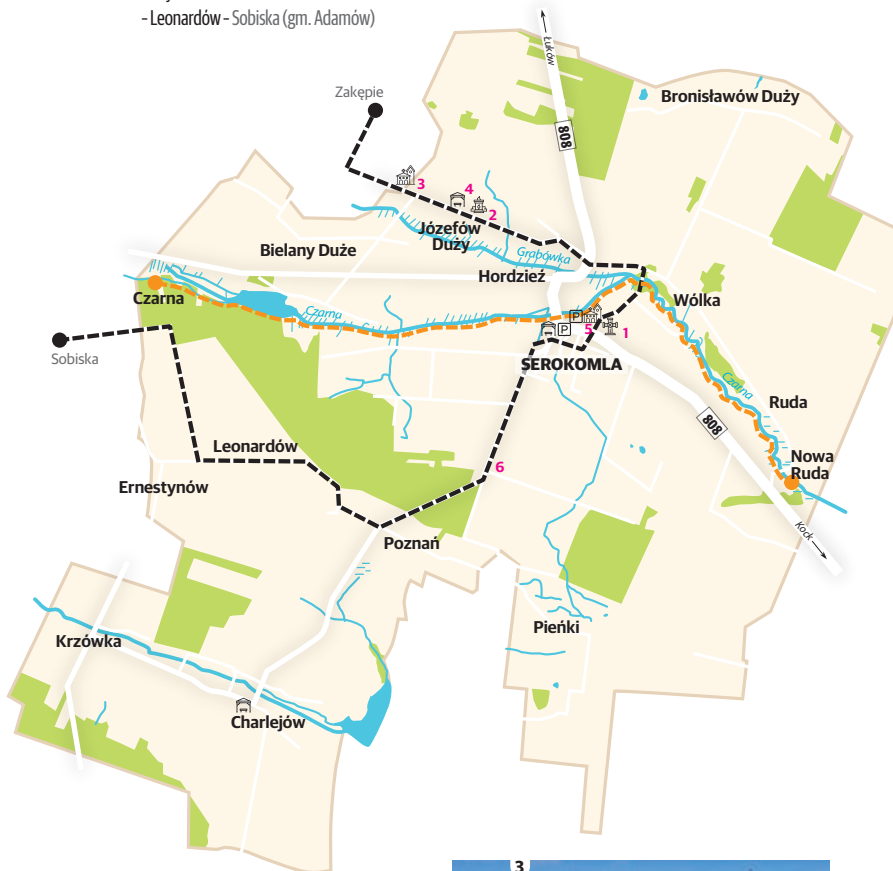 - Leonardów - Sobiska (gm. Adamów)
Łuków
Zakępie
Bronisławów Duży
808
3
4
2
Józefów
Duży
Bielany Duże
Grabówka
Hordzież
Czarna
Wólka
Czarna
P
P
5
1
Sobiska
SEROKOMLA
Czarna
Ruda
808
Leonardów
6
Nowa
Ruda
Ernestynów
Poznań
Kock
Pieńki
Krzówka
Charlejów
3